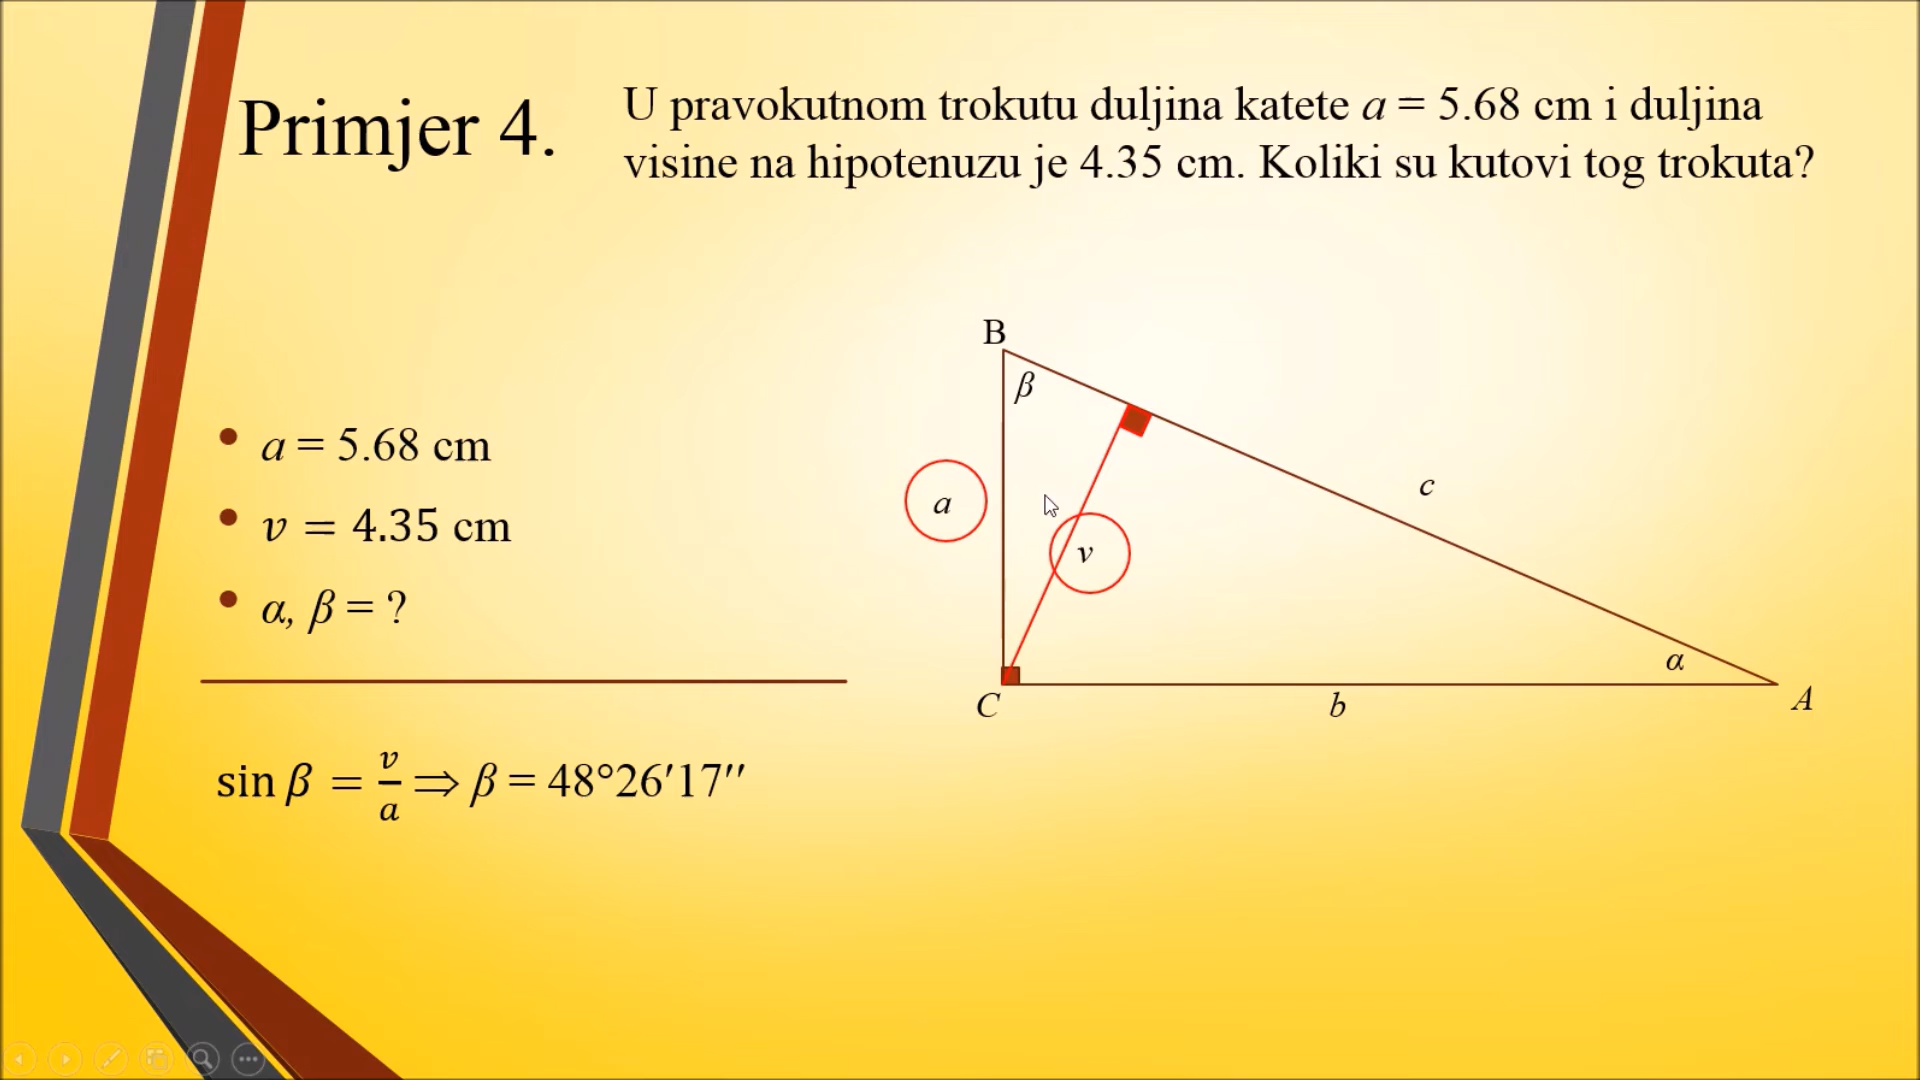 Primjer 4.
U pravokutnom trokutu duljina katete a = 5.68 cm i duljina
visine na hipotenuzu je 4.35 cm. Koliki su kutovi tog trokuta?
• a = 5.68 cm
• v = 4.35 cm
• α, β = ?
sin β = v/a ⟹ β = 48°26′17′′
B
β
a
v
c
α
C
b
A